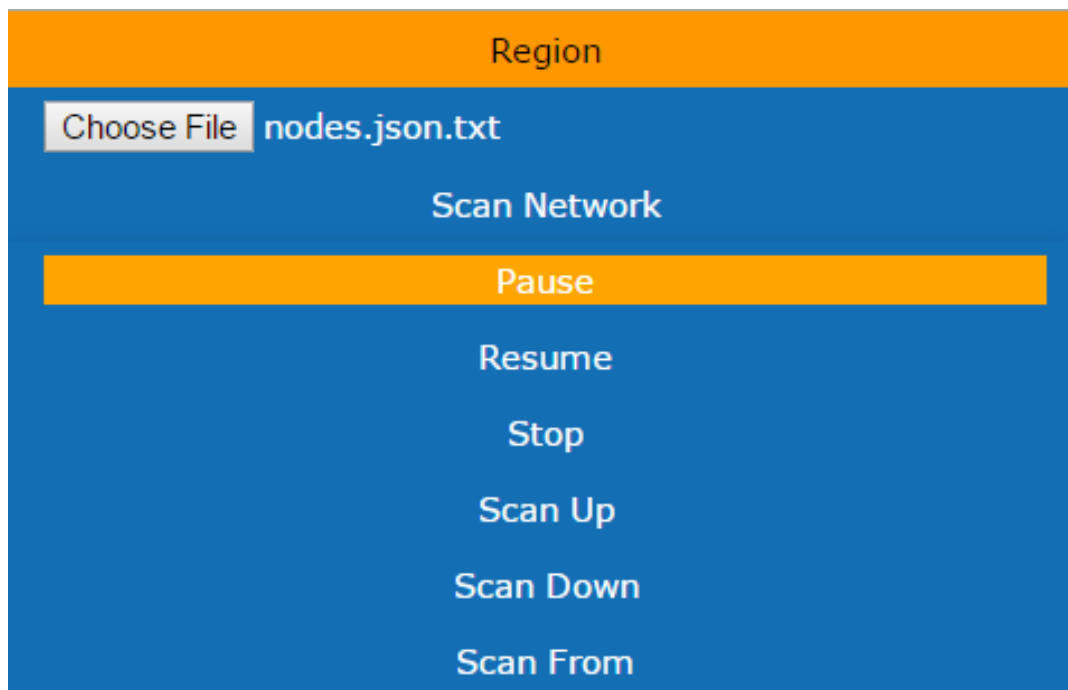 Region
Choose File nodes.json.txt
Scan Network
Pause
Resume
Stop
Scan Up
Scan Down
Scan From